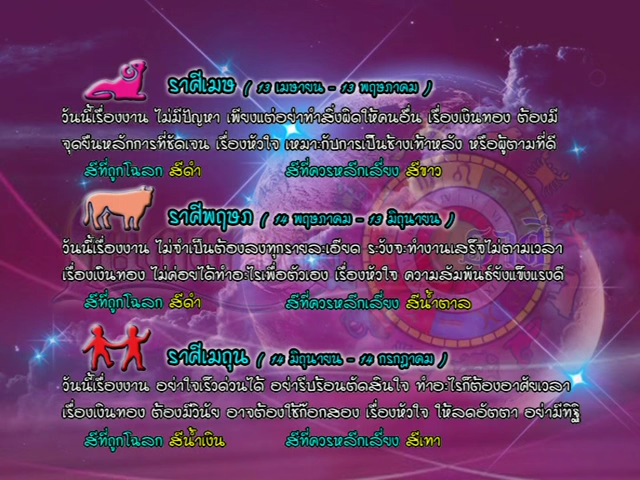 ราศีเมษ ( 13 เมษายน - 13 พฤษภาคม )
วันนี้เรื่องงาน ไม่มีปัญหา เพียงแต่อย่าทำสิ่งผิดให้คนอื่น เรื่องเงินทอง ต้องมี
จุดยืนหลักการที่ชัดเจน เรื่องหัวใจ เหมาะกับการเป็นช้างเท้าหลัง หรือผู้ตามที่ดี
สีที่ถูกโฉลก สีดำ สีที่ควรหลีกเลี่ยง สีขาว
ราศีพฤษภ ( 14 พฤษภาคม - 13 มิถุนายน )
วันนี้เรื่องงาน ไม่จำเป็นต้องลงทุกรายละเอียด ระวังจะทำงานเสร็จไม่ตามเวลา
เรื่องเงินทอง ไม่ค่อยได้ทำอะไรเพื่อตัวเอง เรื่องหัวใจ ความสัมพันธ์ยังแข็งแรงดี
สีที่ถูกโฉลก สีดำ สีที่ควรหลีกเลี่ยง สีน้ำตาล
ราศีเมถุน ( 14 มิถุนายน - 14 กรกฎาคม )
วันนี้เรื่องงาน อย่าใจเร็วด่วนได้ อย่ารีบร้อนตัดสินใจ ทำอะไรก็ต้องอาศัยเวลา
เรื่องเงินทอง ต้องมีวินัย อาจต้องใช้ก๊อกสอง เรื่องหัวใจ ให้ลดอัตตา อย่ามีทิฐิ
สีที่ถูกโฉลก สีน้ำเงิน สีที่ควรหลีกเลี่ยง สีเทา